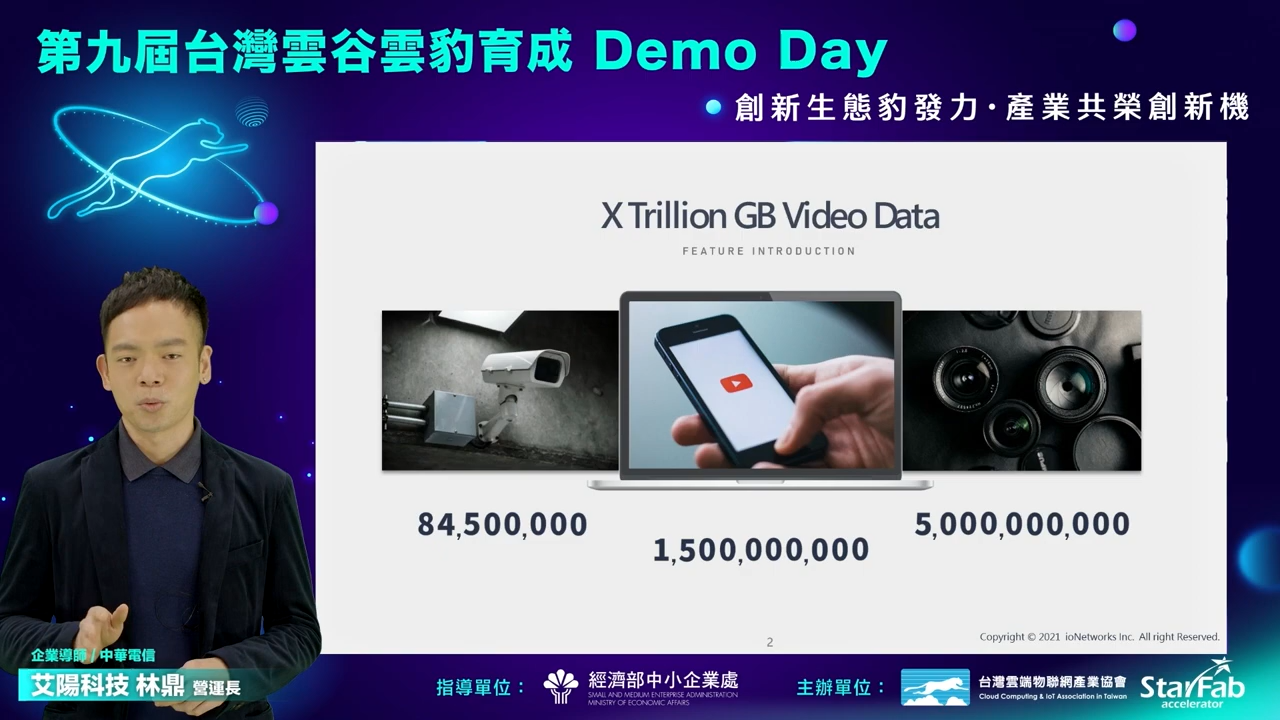 第九屆台灣雲谷雲豹育成 Demo Day
創新生態豹發力・產業共榮創新機
X Trillion GB Video Data
FEATURE INTRODUCTION
84,500,000
1,500,000,000
5,000,000,000
2
Copyright © 2021 ioNetworks Inc. All right Reserved.
企業導師 / 中華電信
艾陽科技 林鼎 營運長
指導單位：
經濟部中小企業處
SMALL AND MEDIUM ENTERPRISE ADMINISTRATION
MINISTRY OF ECONOMIC AFFAIRS
主辦單位：
台灣雲端物聯網產業協會
Cloud Computing & IoT Association in Taiwan
StarFab
accelerator